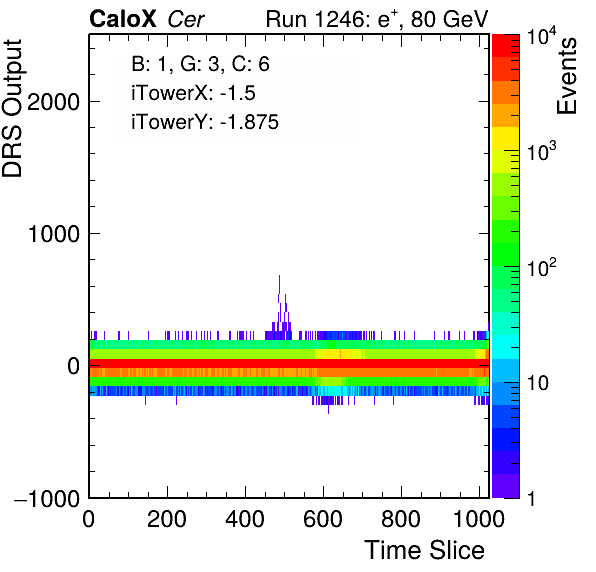 CaloX Cer Run 1246: e+, 80 GeV
B: 1, G: 3, C: 6
iTowerX: -1.5
iTowerY: -1.875
DRS Output
2000
1000
0
−1000
0 200 400 600 800 1000
Time Slice
Events
10^4
10^3
10^2
10
1